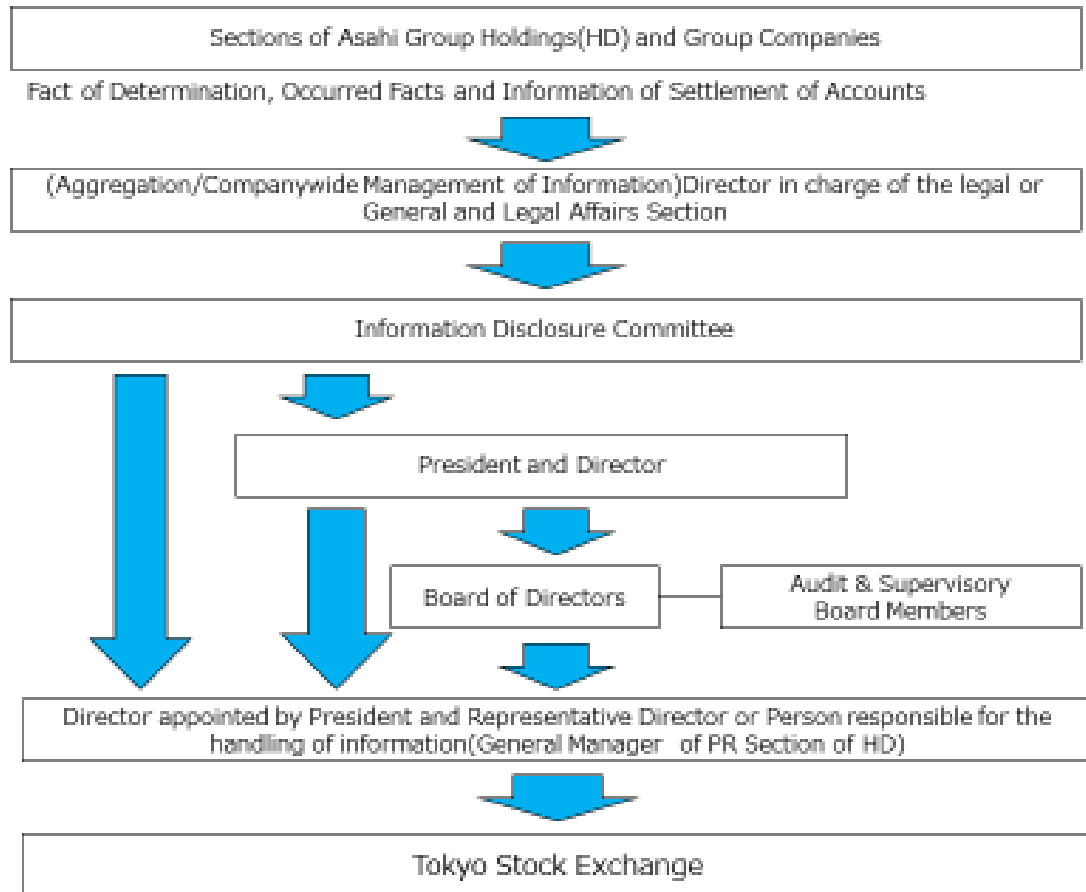 Sections of Asahi Group Holdings(HD) and Group Companies
Fact of Determination, Occurred Facts and Information of Settlement of Accounts
(Aggregation/Companywide Management of Information)Director in charge of the legal or
General and Legal Affairs Section
Information Disclosure Committee
President and Director
Board of Directors
Audit & Supervisory
Board Members
Director appointed by President and Representative Director or Person responsible for the
handling of information(General Manager of PR Section of HD)
Tokyo Stock Exchange